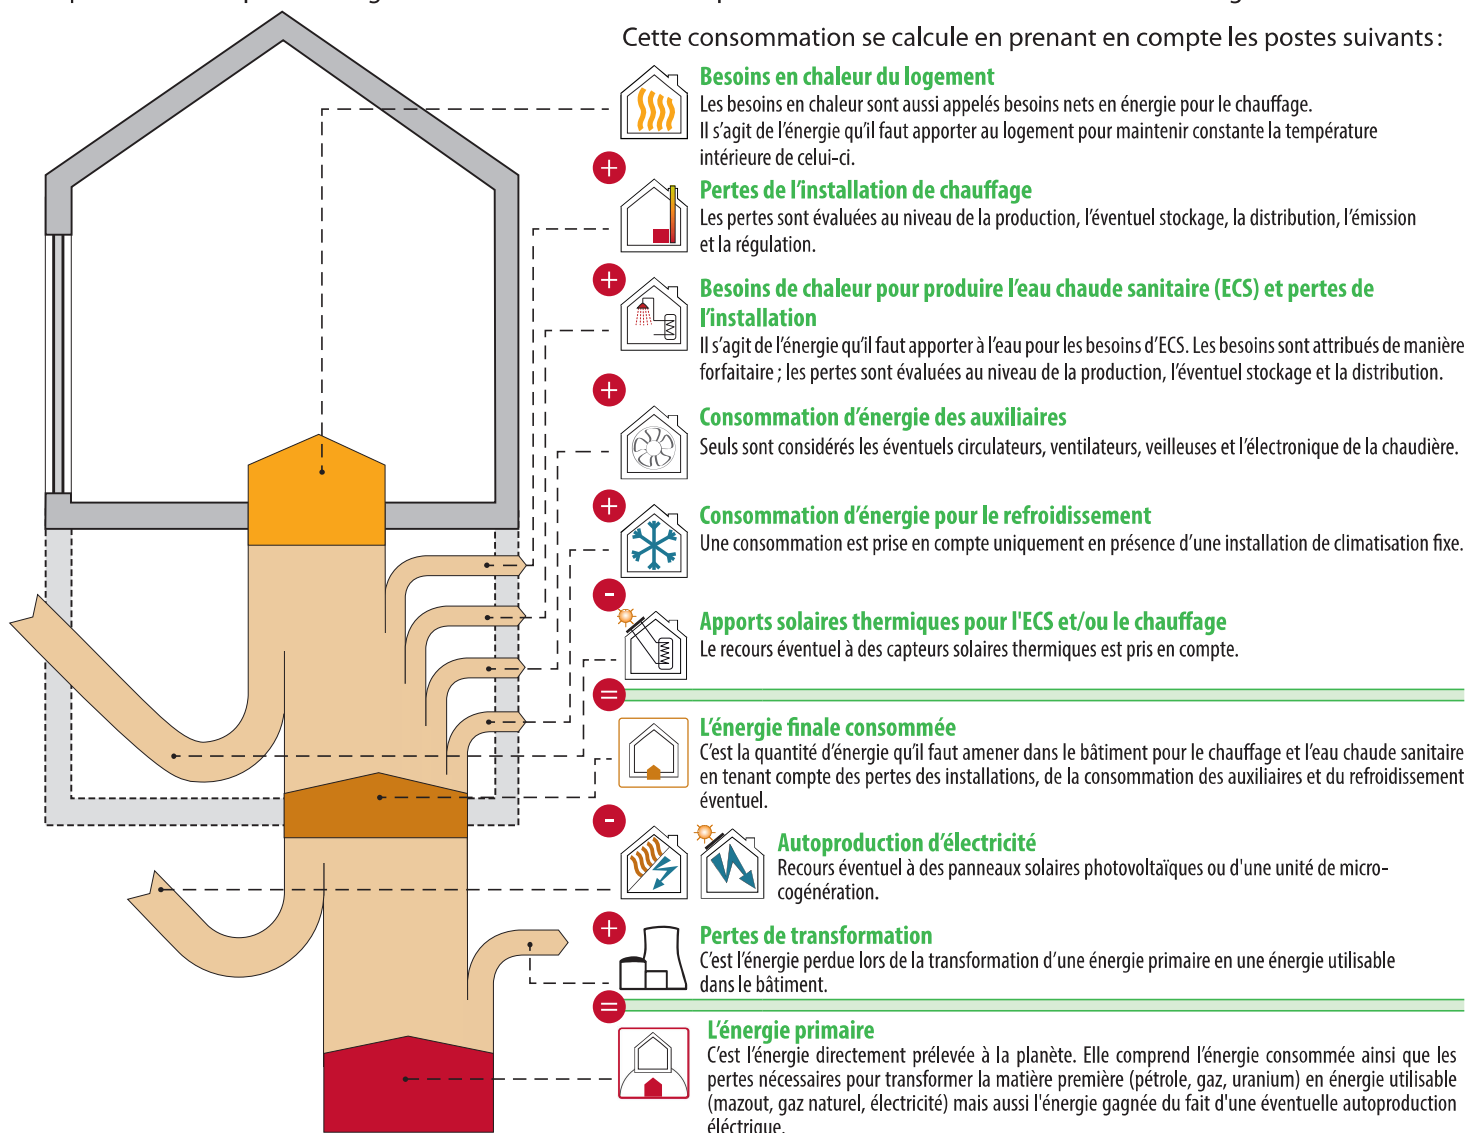 Cette consommation se calcule en prenant en compte les postes suivants :
Besoins en chaleur du logement
Les besoins en chaleur sont aussi appelés besoins nets en énergie pour le chauffage.
Il s'agit de l'énergie qu'il faut apporter au logement pour maintenir constante la température
intérieure de celui-ci.
+
Pertes de l'installation de chauffage
Les pertes sont évaluées au niveau de la production, l'éventuel stockage, la distribution, l'émission
et la régulation.
+
Besoins de chaleur pour produire l'eau chaude sanitaire (ECS) et pertes de
l'installation
Il s'agit de l'énergie qu'il faut apporter à l'eau pour les besoins d'ECS. Les besoins sont attribués de manière
forfaitaire ; les pertes sont évaluées au niveau de la production, l'éventuel stockage et la distribution.
+
Consommation d'énergie des auxiliaires
Seuls sont considérés les éventuels circulateurs, ventilateurs, veilleuses et l'électronique de la chaudière.
+
Consommation d'énergie pour le refroidissement
Une consommation est prise en compte uniquement en présence d'une installation de climatisation fixe.
-
Apports solaires thermiques pour l'ECS et/ou le chauffage
Le recours éventuel à des capteurs solaires thermiques est pris en compte.
=
L'énergie finale consommée
C'est la quantité d'énergie qu'il faut amener dans le bâtiment pour le chauffage et l'eau chaude sanitaire
en tenant compte des pertes des installations, de la consommation des auxiliaires et du refroidissement
éventuel.
-
Autoproduction d'électricité
Recours éventuel à des panneaux solaires photovoltaïques ou d'une unité de micro-
cogénération.
+
Pertes de transformation
C'est l'énergie perdue lors de la transformation d'une énergie primaire en une énergie utilisable
dans le bâtiment.
=
L'énergie primaire
C'est l'énergie directement prélevée à la planète. Elle comprend l'énergie consommée ainsi que les
pertes nécessaires pour transformer la matière première (pétrole, gaz, uranium) en énergie utilisable
(mazout, gaz naturel, électricité) mais aussi l'énergie gagnée du fait d'une éventuelle autoproduction
éléctrique.